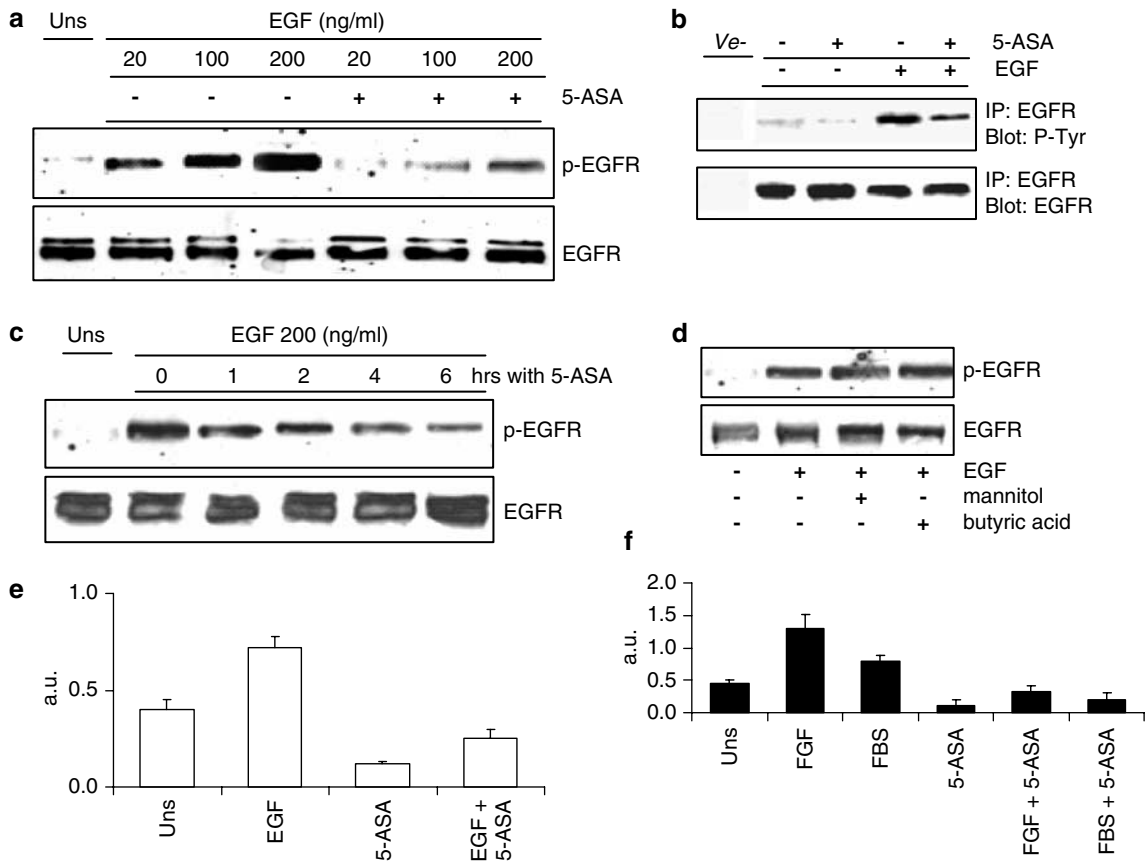 a
Uns EGF (ng/ml)
20 100 200 20 100 200
- - - + + + 5-ASA
p-EGFR
EGFR
b
Ve- - + - + 5-ASA
- - + + EGF
IP: EGFR
Blot: P-Tyr
IP: EGFR
Blot: EGFR
c
Uns EGF 200 (ng/ml)
0 1 2 4 6 hrs with 5-ASA
p-EGFR
EGFR
d
p-EGFR
EGFR
- + + + EGF
- - + - mannitol
- - - + butyric acid
e
1.0
0.5
0.0
a.u.
Uns
EGF
5-ASA
EGF +
5-ASA
f
2.0
1.5
1.0
0.5
0.0
a.u.
Uns
FGF
FBS
5-ASA
FGF + 5-ASA
FBS + 5-ASA